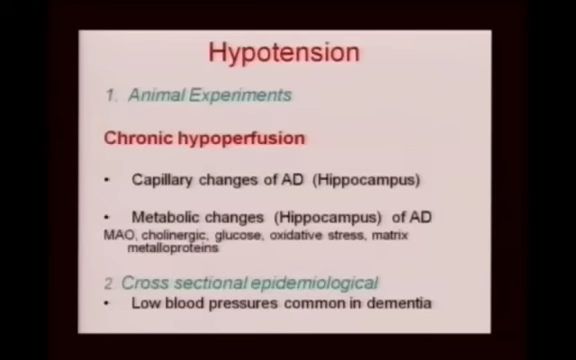 Hypotension
1. Animal Experiments
Chronic hypoperfusion
• Capillary changes of AD (Hippocampus)
• Metabolic changes (Hippocampus) of AD
MAO, cholinergic, glucose, oxidative stress, matrix
metalloproteins
2 Cross sectional epidemiological
• Low blood pressures common in dementia